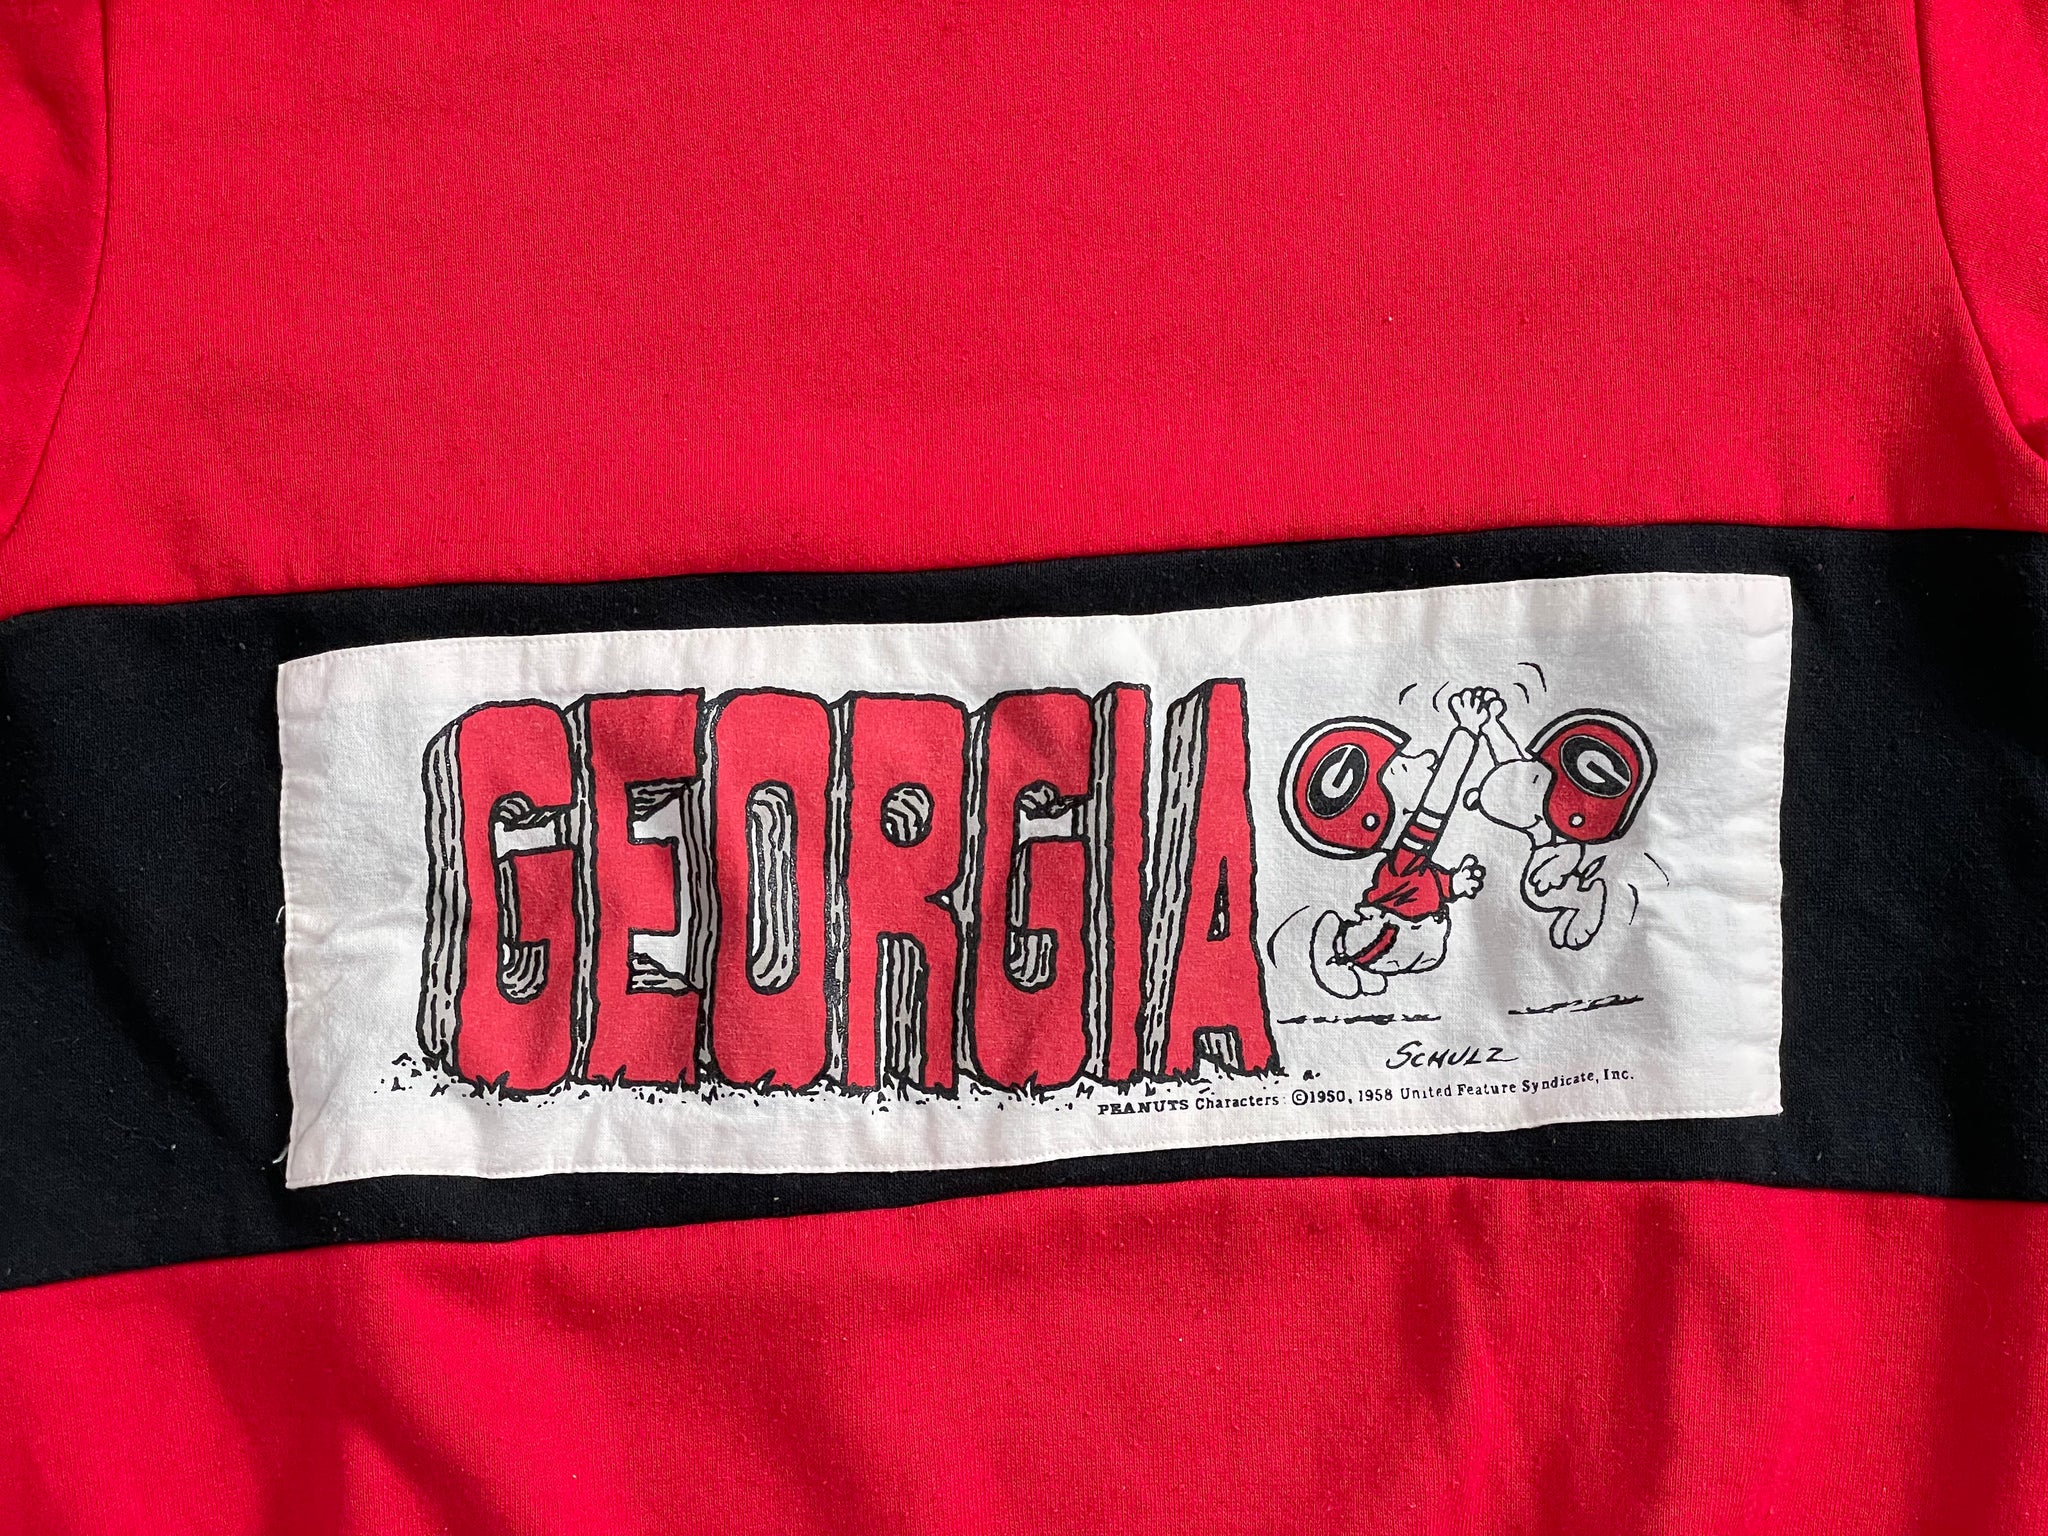 GEORGIA
G G
SCHULZ
PEANUTS Characters: ©1950, 1958 United Feature Syndicate, Inc.